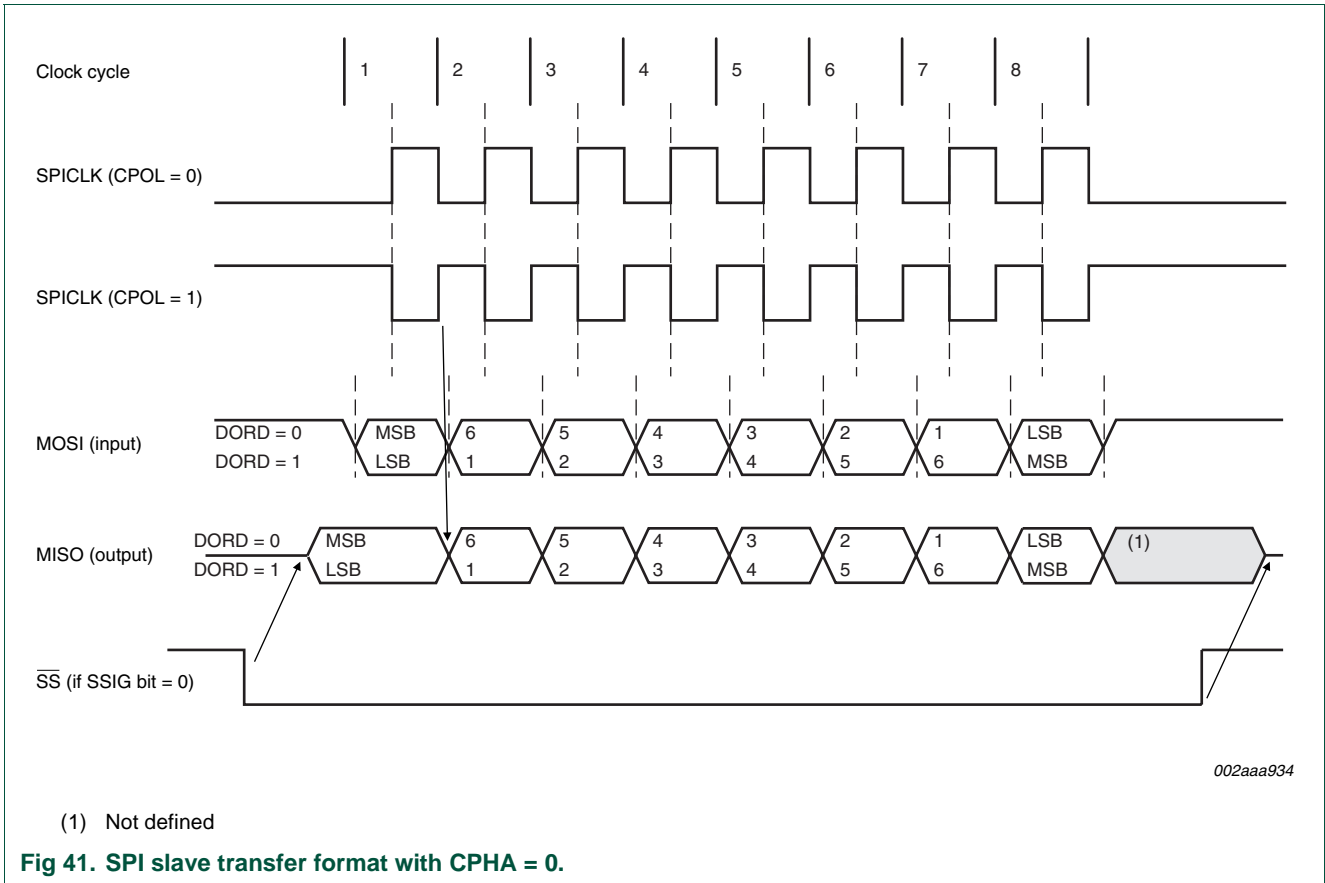 Clock cycle 1 2 3 4 5 6 7 8
SPICLK (CPOL = 0)
SPICLK (CPOL = 1)
MOSI (input)
DORD = 0 MSB 6 5 4 3 2 1 LSB
DORD = 1 LSB 1 2 3 4 5 6 MSB
MISO (output)
DORD = 0 MSB 6 5 4 3 2 1 LSB (1)
DORD = 1 LSB 1 2 3 4 5 6 MSB
S̅S̅ (if SSIG bit = 0)
002aaa934
(1) Not defined
Fig 41. SPI slave transfer format with CPHA = 0.